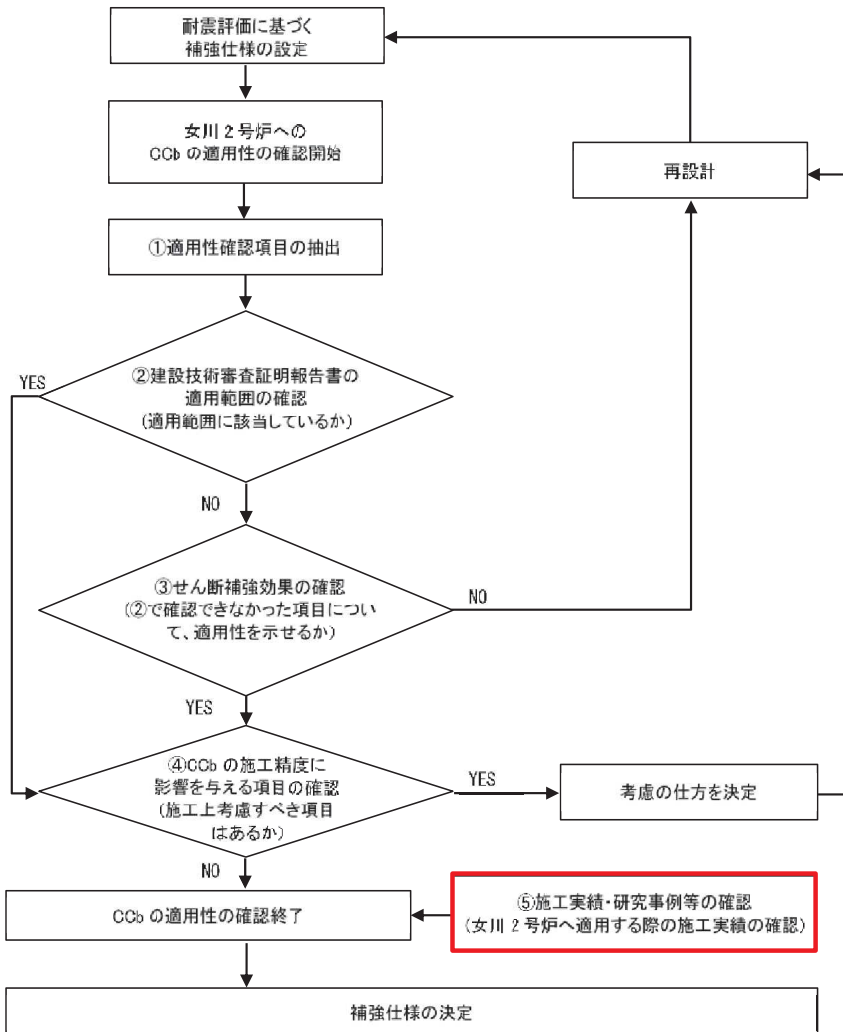 耐震評価に基づく
補強仕様の設定
女川２号炉への
CCb の適用性の確認開始
再設計
①適用性確認項目の抽出
YES
②建設技術審査証明報告書の
適用範囲の確認
(適用範囲に該当しているか)
NO
③せん断補強効果の確認
(②で確認できなかった項目につい
て、適用性を示せるか)
NO
YES
④CCb の施工精度に
影響を与える項目の確認
(施工上考慮すべき項目
はあるか)
YES
考慮の仕方を決定
NO
CCb の適用性の確認終了
⑤施工実績・研究事例等の確認
(女川２号炉へ適用する際の施工実績の確認)
補強仕様の決定